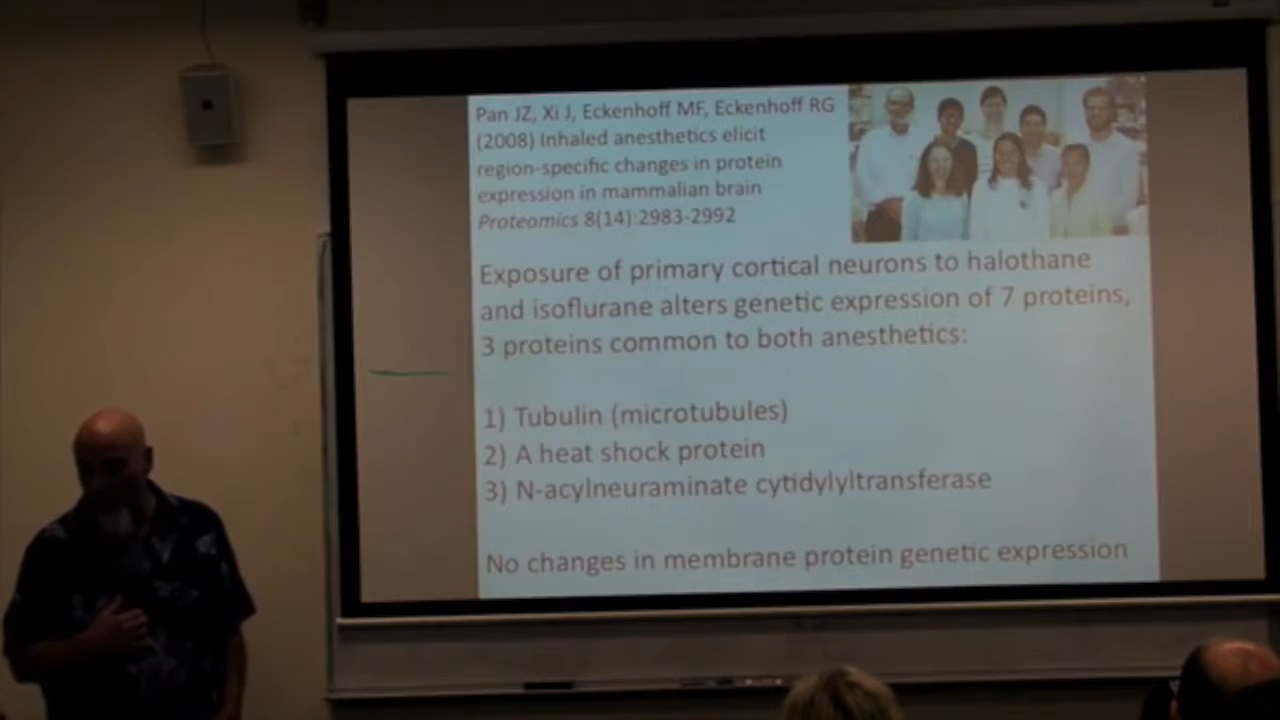 Pan JZ, Xi J, Eckenhoff MF, Eckenhoff RG
(2008) Inhaled anesthetics elicit
region-specific changes in protein
expression in mammalian brain
Proteomics 8(14):2983-2992
Exposure of primary cortical neurons to halothane
and isoflurane alters genetic expression of 7 proteins,
3 proteins common to both anesthetics:
1) Tubulin (microtubules)
2) A heat shock protein
3) N-acylneuraminate cytidylyltransferase
No changes in membrane protein genetic expression